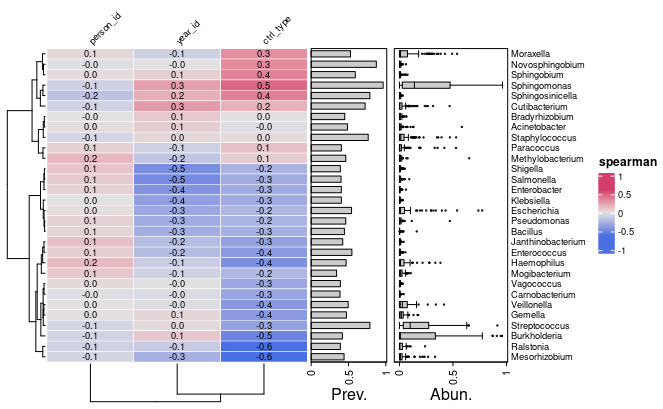 person_id year_id ctrl_type
0.1 -0.1 0.3 Moraxella
-0.0 -0.0 0.3 Novosphingobium
0.0 0.1 0.4 Sphingobium
-0.1 0.3 0.5 Sphingomonas
-0.2 0.2 0.4 Sphingosinicella
-0.1 0.3 0.2 Cutibacterium
-0.0 0.1 0.0 Bradyrhizobium
0.0 0.1 -0.0 Acinetobacter
-0.1 0.0 0.0 Staphylococcus
0.1 -0.1 0.1 Paracoccus
0.2 -0.2 0.1 Methylobacterium
0.1 -0.5 -0.2 Shigella
0.1 -0.5 -0.3 Salmonella
0.1 -0.4 -0.3 Enterobacter
0.0 -0.4 -0.3 Klebsiella
0.0 -0.3 -0.2 Escherichia
0.1 -0.3 -0.2 Pseudomonas
0.1 -0.3 -0.2 Bacillus
0.1 -0.2 -0.3 Janthinobacterium
0.1 -0.2 -0.4 Enterococcus
0.2 -0.1 -0.4 Haemophilus
0.1 -0.1 -0.2 Mogibacterium
0.0 -0.0 -0.3 Vagococcus
-0.0 -0.0 -0.3 Carnobacterium
-0.0 -0.0 -0.4 Veillonella
0.0 0.1 -0.4 Gemella
-0.1 0.0 -0.3 Streptococcus
-0.1 0.1 -0.5 Burkholderia
-0.1 -0.1 -0.6 Ralstonia
-0.1 -0.3 -0.6 Mesorhizobium
0 0.5 1 0 0.5 1
Prev. Abun.
spearman
1
0.5
0
-0.5
-1